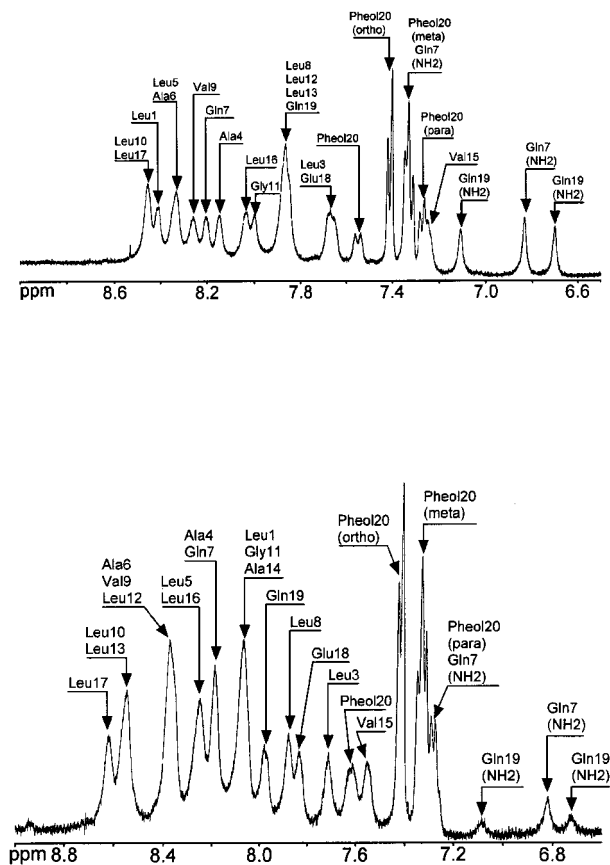 Pheol20
(ortho)
Pheol20
(meta)
Gln7
(NH2)
Leu8
Leu12
Leu13
Gln19
Leu5
Ala6
Val9
Leu1
Gln7
Ala4
Pheol20
Pheol20
(para)
Leu10
Leu17
Leu16
Gly11
Leu3
Glu18
Val15
Gln19
(NH2)
Gln7
(NH2)
Gln19
(NH2)
ppm 8.6 8.2 7.8 7.4 7.0 6.6
Pheol20
(ortho)
Pheol20
(meta)
Ala4
Gln7
Leu1
Gly11
Ala14
Ala6
Val9
Leu12
Leu5
Leu16
Gln19
Leu10
Leu13
Leu8
Glu18
Leu17
Leu3
Pheol20
Val15
Pheol20
(para)
Gln7
(NH2)
Gln7
(NH2)
Gln19
(NH2)
Gln19
(NH2)
ppm 8.8 8.4 8.0 7.6 7.2 6.8